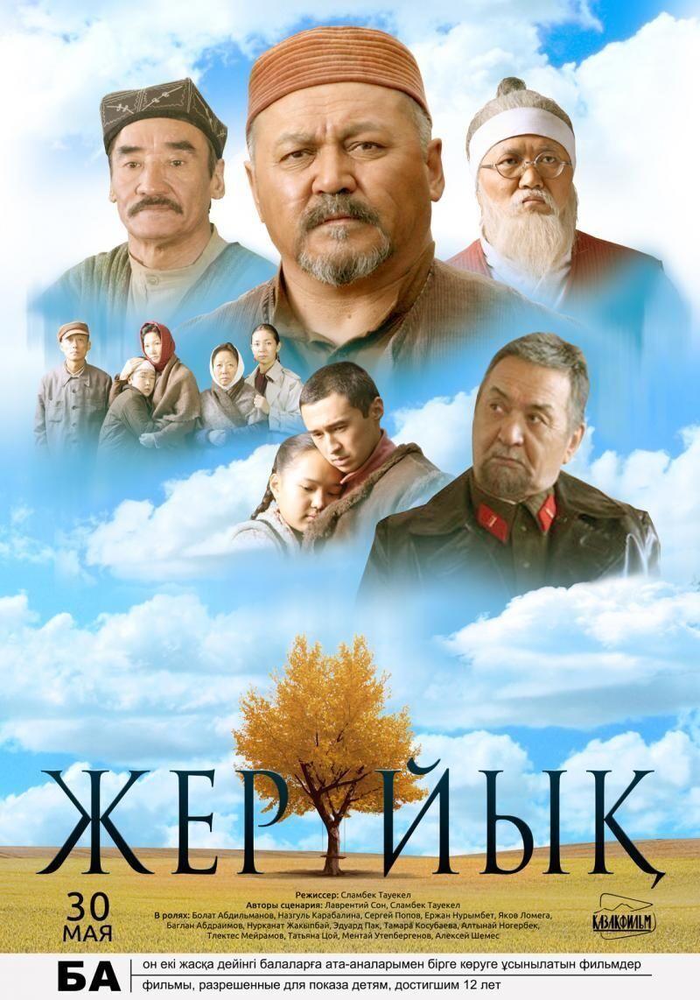 ЖЕРҰЙЫҚ
Режиссер: Сламбек Тауекел
Авторы сценария: Лаврентий Сон, Сламбек Тауекел
30
МАЯ
В ролях: Болат Абдильманов, Назгуль Карабалина, Сергей Попов, Ержан Нурымбет, Яков Ломега,
Баглан Абдраимов, Нурканат Жакыпбай, Эдуард Пак, Тамара Косубаева, Алтынай Ногербек,
Тлектес Мейрамов, Татьяна Цой, Ментай Утепбергенов, Алексей Шемес
КАЗАКФИЛЬМ
БА
он екі жасқа дейінгі балаларға ата-аналарымен бірге көруге ұсынылатын фильмдер
фильмы, разрешенные для показа детям, достигшим 12 лет